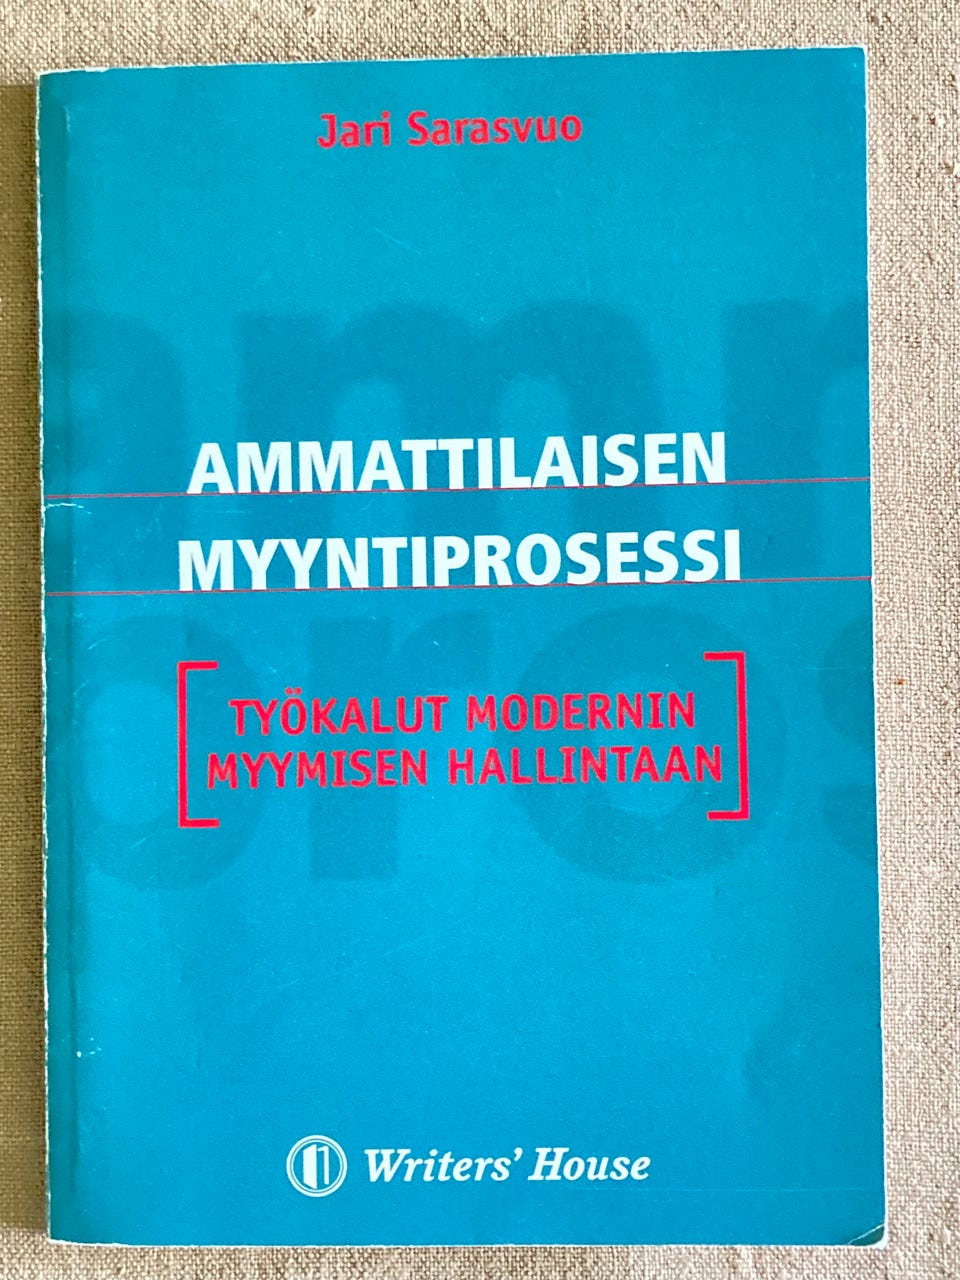 Jari Sarasvuo
AMMATTILAISEN
MYYNTIPROSESSI
TYÖKALUT MODERNIN
MYYMISEN HALLINTAAN
Writers' House